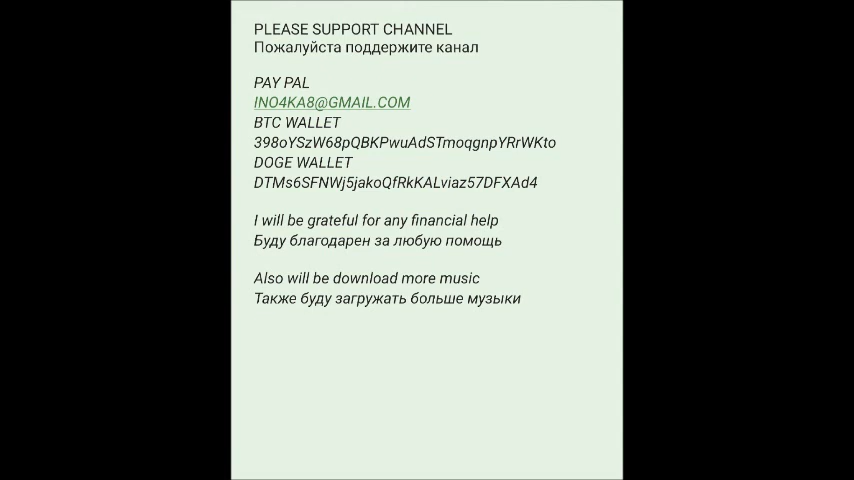 PLEASE SUPPORT CHANNEL
Пожалуйста поддержите канал
PAY PAL
INO4KA8@GMAIL.COM
BTC WALLET
398oYSzW68pQBKPwuAdSTmoqgnpYRrWKto
DOGE WALLET
DTMs6SFNWj5jakoQfRkKALviaz57DFXAd4
I will be grateful for any financial help
Буду благодарен за любую помощь
Also will be download more music
Также буду загружать больше музыки